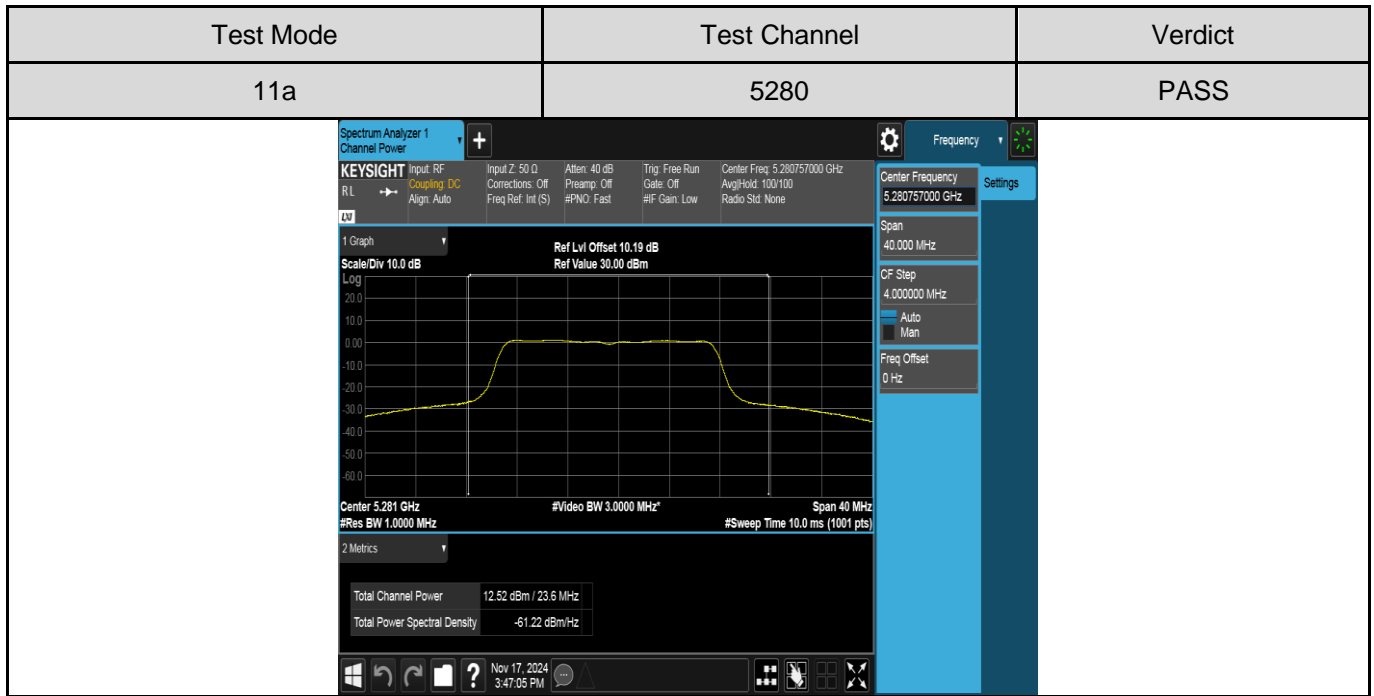 Test Mode Test Channel Verdict
11a 5280 PASS
Spectrum Analyzer 1
Channel Power
+
Frequency
KEYSIGHT Input: RF Input Z: 50 Ω Atten: 40 dB Trig: Free Run Center Freq: 5.280757000 GHz
RL Coupling: DC Corrections: Off Preamp: Off Gate: Off Avg|Hold: 100/100
Align: Auto Freq Ref: Int (S) #PNO: Fast #IF Gain: Low Radio Std: None
LXI
Center Frequency
5.280757000 GHz
Settings
Span
40.000 MHz
CF Step
4.000000 MHz
Auto
Man
Freq Offset
0 Hz
1 Graph
Ref Lvl Offset 10.19 dB
Scale/Div 10.0 dB Ref Value 30.00 dBm
Log
20.0
10.0
0.00
-10.0
-20.0
-30.0
-40.0
-50.0
-60.0
Center 5.281 GHz #Video BW 3.0000 MHz* Span 40 MHz
#Res BW 1.0000 MHz #Sweep Time 10.0 ms (1001 pts)
2 Metrics
Total Channel Power 12.52 dBm / 23.6 MHz
Total Power Spectral Density -61.22 dBm/Hz
? Nov 17, 2024
3:47:05 PM